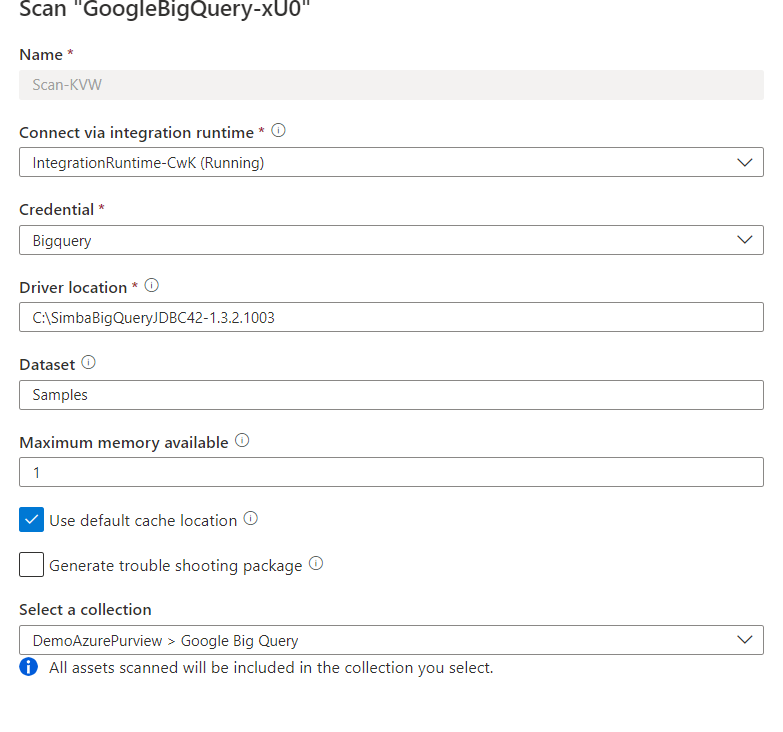 Scan "GoogleBigQuery-xU0"
Name *
Scan-KVW
Connect via integration runtime *
IntegrationRuntime-CwK (Running)
Credential *
Bigquery
Driver location *
C:\SimbaBigQueryJDBC42-1.3.2.1003
Dataset
Samples
Maximum memory available
1
Use default cache location
Generate trouble shooting package
Select a collection
DemoAzurePurview > Google Big Query
All assets scanned will be included in the collection you select.